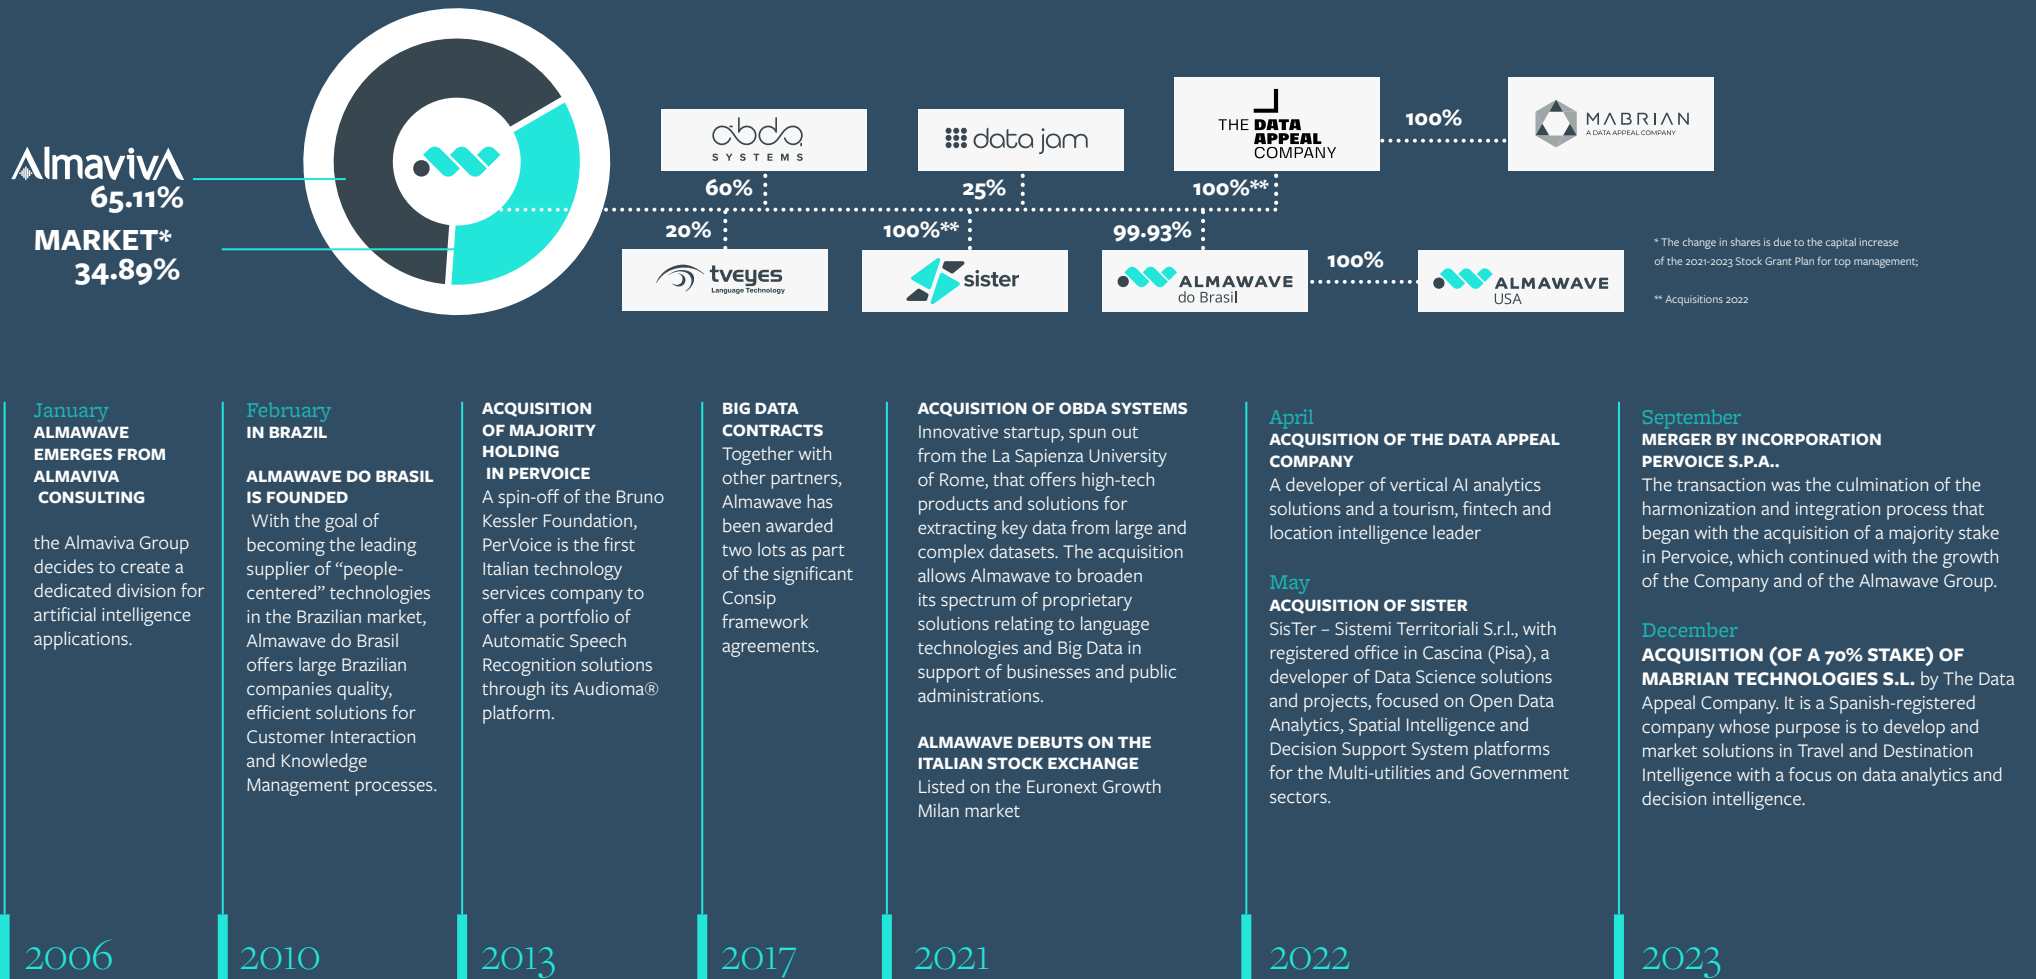 AlmavivA
65.11%
MARKET*
34.89%
obda
SYSTEMS
60%
data jam
25%
THE DATA
APPEAL
COMPANY
100%**
100%
MABRIAN
A DATA APPEAL COMPANY
20%
tveyes
Language Technology
100%**
sister
99.93%
ALMAWAVE
do Brasil
100%
ALMAWAVE
USA
* The change in shares is due to the capital increase
of the 2021-2023 Stock Grant Plan for top management;
** Acquisitions 2022
January
ALMAWAVE
EMERGES FROM
ALMAVIVA
CONSULTING
the Almaviva Group
decides to create a
dedicated division for
artificial intelligence
applications.
2006
February
IN BRAZIL
ALMAWAVE DO BRASIL
IS FOUNDED
With the goal of
becoming the leading
supplier of “people-
centered” technologies
in the Brazilian market,
Almawave do Brasil
offers large Brazilian
companies quality,
efficient solutions for
Customer Interaction
and Knowledge
Management processes.
2010
ACQUISITION
OF MAJORITY
HOLDING
IN PERVOICE
A spin-off of the Bruno
Kessler Foundation,
PerVoice is the first
Italian technology
services company to
offer a portfolio of
Automatic Speech
Recognition solutions
through its Audioma®
platform.
2013
BIG DATA
CONTRACTS
Together with
other partners,
Almawave has
been awarded
two lots as part
of the significant
Consip
framework
agreements.
2017
ACQUISITION OF OBDA SYSTEMS
Innovative startup, spun out
from the La Sapienza University
of Rome, that offers high-tech
products and solutions for
extracting key data from large and
complex datasets. The acquisition
allows Almawave to broaden
its spectrum of proprietary
solutions relating to language
technologies and Big Data in
support of businesses and public
administrations.
ALMAWAVE DEBUTS ON THE
ITALIAN STOCK EXCHANGE
Listed on the Euronext Growth
Milan market
2021
April
ACQUISITION OF THE DATA APPEAL
COMPANY
A developer of vertical AI analytics
solutions and a tourism, fintech and
location intelligence leader
May
ACQUISITION OF SISTER
SisTer – Sistemi Territoriali S.r.l., with
registered office in Cascina (Pisa), a
developer of Data Science solutions
and projects, focused on Open Data
Analytics, Spatial Intelligence and
Decision Support System platforms
for the Multi-utilities and Government
sectors.
2022
September
MERGER BY INCORPORATION
PERVOICE S.P.A..
The transaction was the culmination of the
harmonization and integration process that
began with the acquisition of a majority stake
in Pervoice, which continued with the growth
of the Company and of the Almawave Group.
December
ACQUISITION (OF A 70% STAKE) OF
MABRIAN TECHNOLOGIES S.L. by The Data
Appeal Company. It is a Spanish-registered
company whose purpose is to develop and
market solutions in Travel and Destination
Intelligence with a focus on data analytics and
decision intelligence.
2023